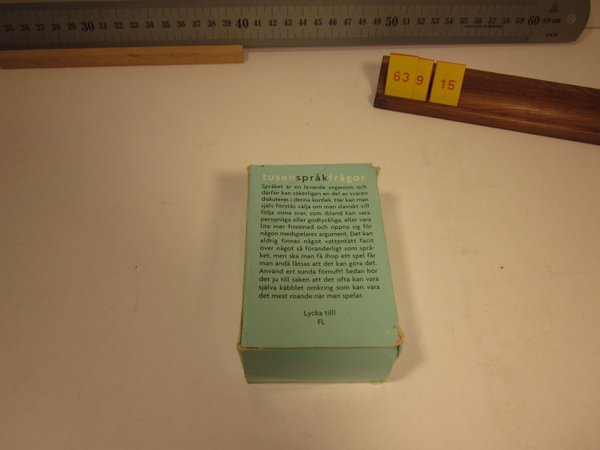 25 26 27 28 29 30 31 32 33 34 35 36 37 38 39 40 41 42 43 44 45 46 47 48 49 50 51 52 53 54 55 56 57 58 59 60
63 9 15
tusenspråkfrågor
Språket är en levande organism och
därför kan säkerligen en del av svaren
diskuteras i denna kortlek. Här kan man
själv förstås välja om man slaviskt vill
följa mina svar, som ibland kan vara
personliga eller godtyckliga, eller vara
lite mer frisinnad och öppna sig för
någon medspelares argument. Det kan
aldrig finnas något vattentätt facit
över något så föränderligt som språ-
ket, men ska man få ihop ett spel får
man ändå låtsas att det kan göra det.
Använd ert sunda förnuft! Sedan hör
det ju till saken att det ofta kan vara
själva käbblet omkring som kan vara
det mest roande när man spelar.
Lycka till!
FL